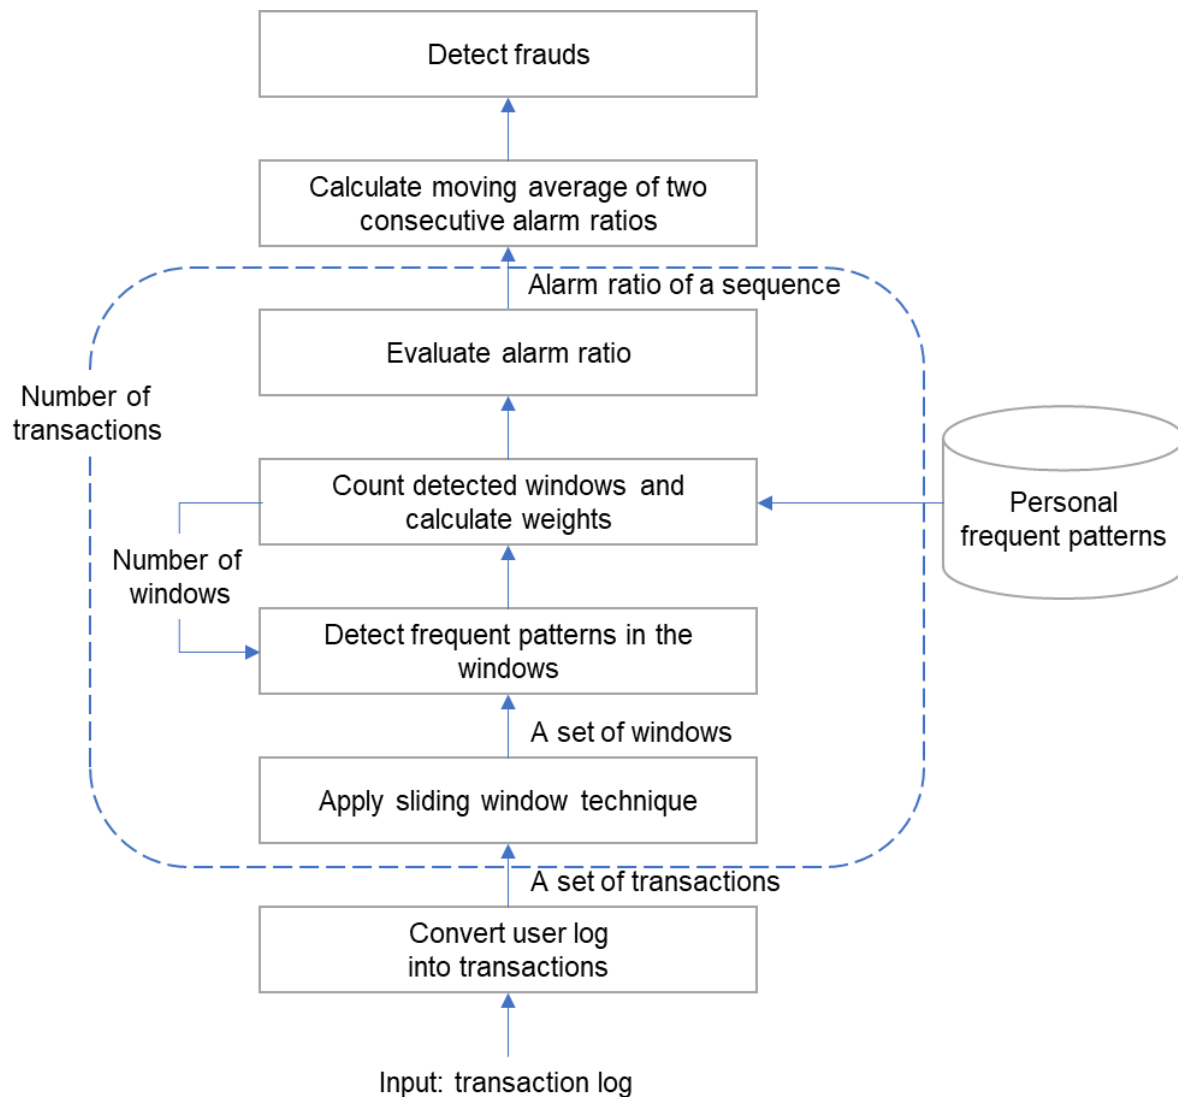 Detect frauds
Calculate moving average of two
consecutive alarm ratios
Alarm ratio of a sequence
Evaluate alarm ratio
Number of
transactions
Count detected windows and
calculate weights
Personal
frequent patterns
Number of
windows
Detect frequent patterns in the
windows
A set of windows
Apply sliding window technique
A set of transactions
Convert user log
into transactions
Input: transaction log